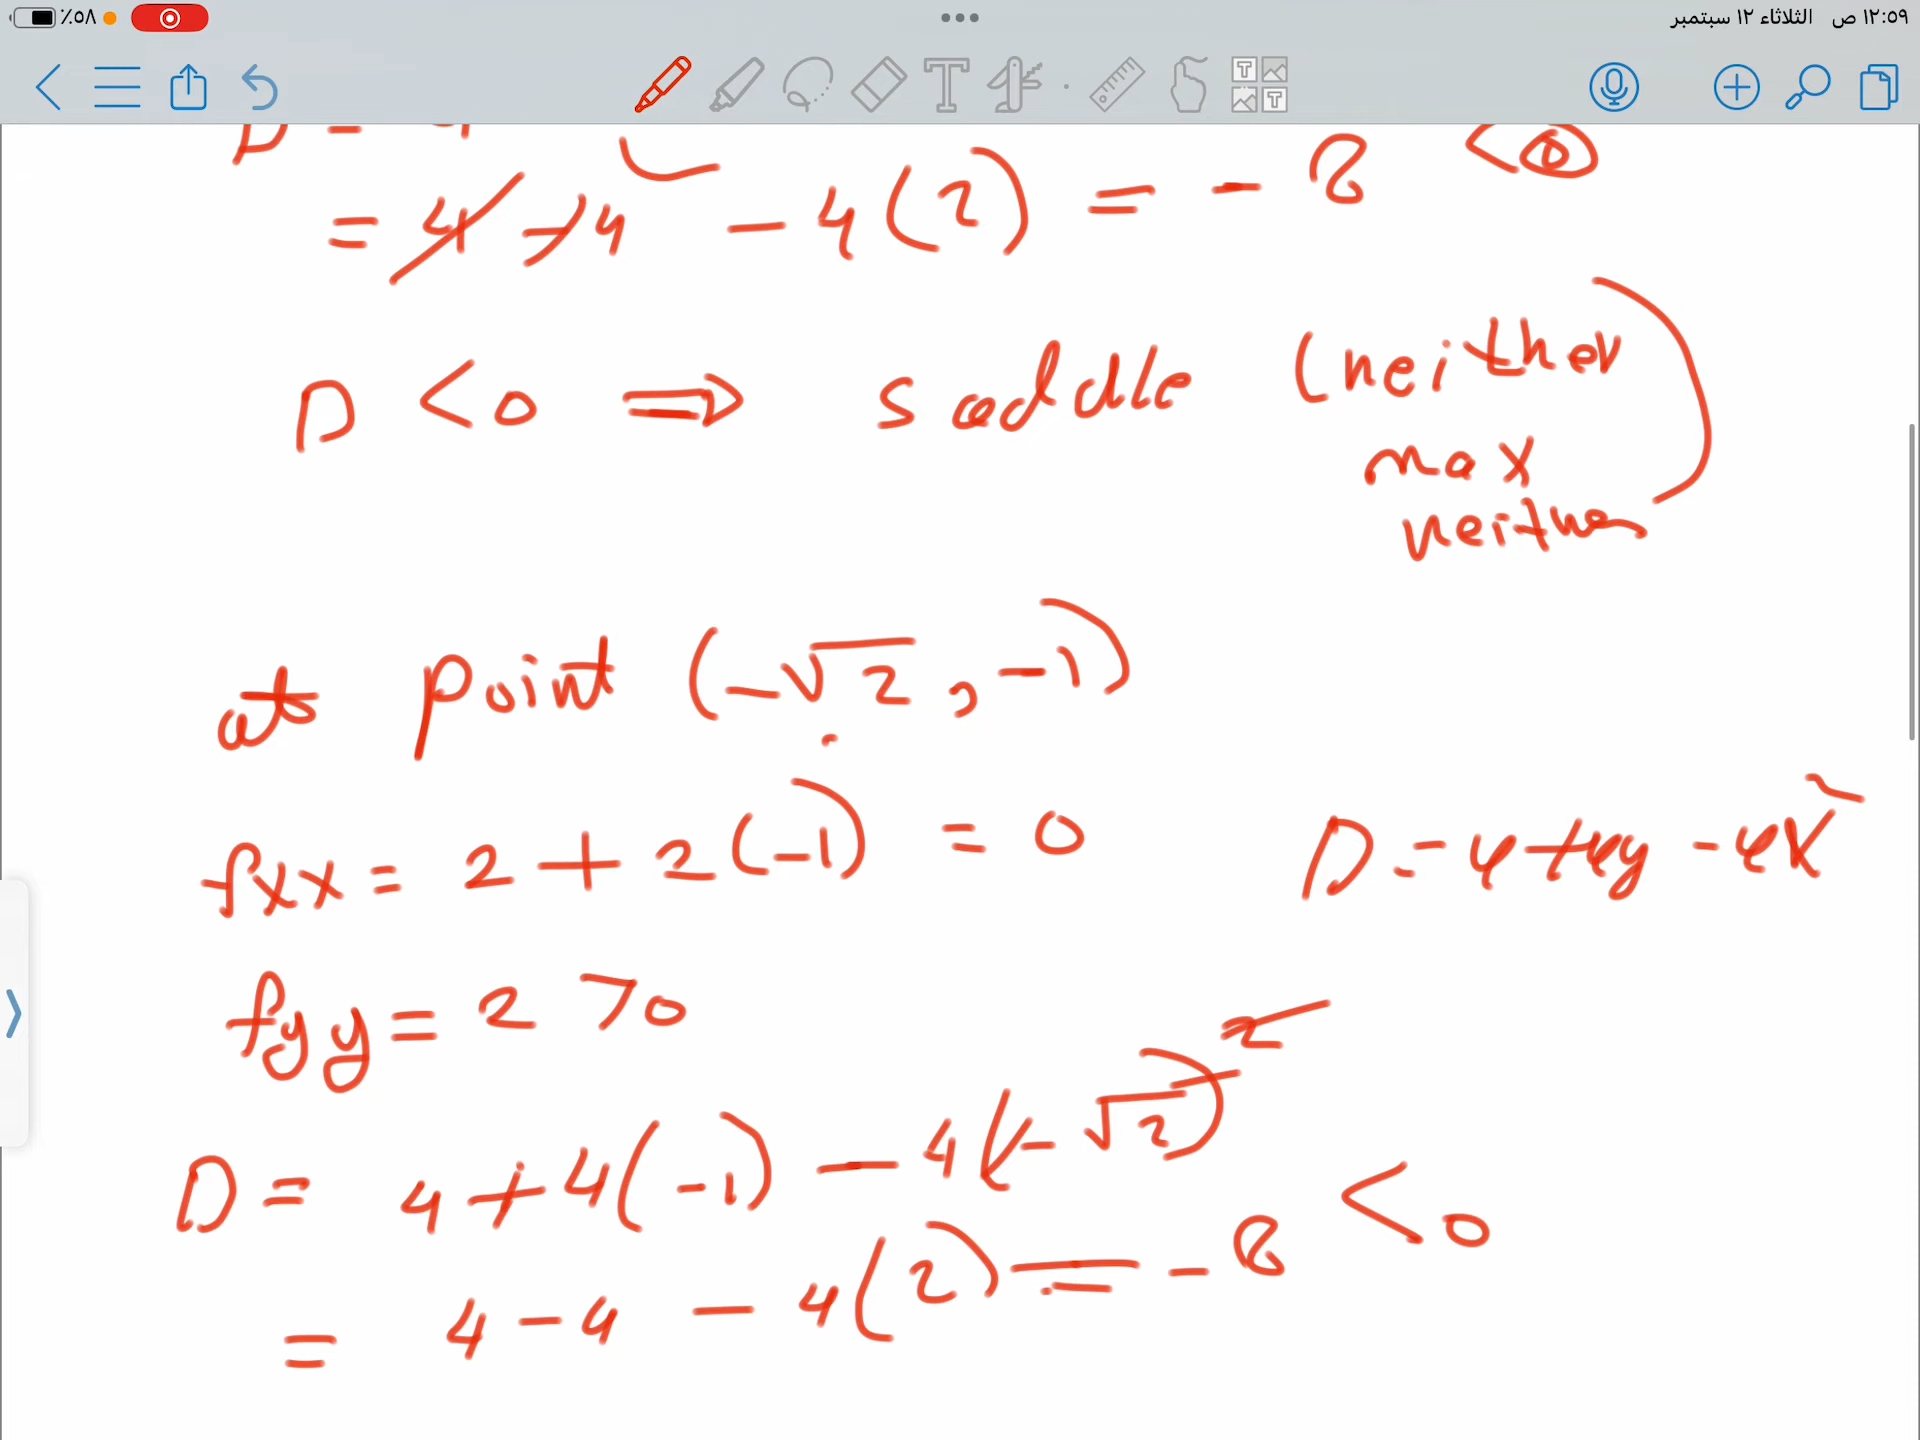 ٪٥٨
١٢:٥٩ ص الثلاثاء ١٢ سبتمبر
= 4 - 4 - 4(2) = - 8 < 0
D < 0 ⇒ saddle (neither
max
neither)
at point (-√2, -1)
fxx = 2 + 2(-1) = 0
D = 4 + 4y - 4x²
fyy = 2 > 0
D = 4 + 4(-1) - 4(-√2)²
= 4 - 4 - 4(2) = - 8 < 0